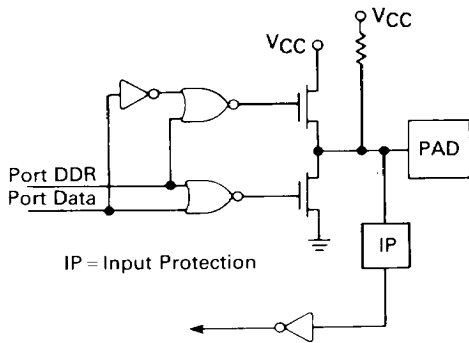 VCC
VCC
PAD
Port DDR
Port Data
IP
IP = Input Protection